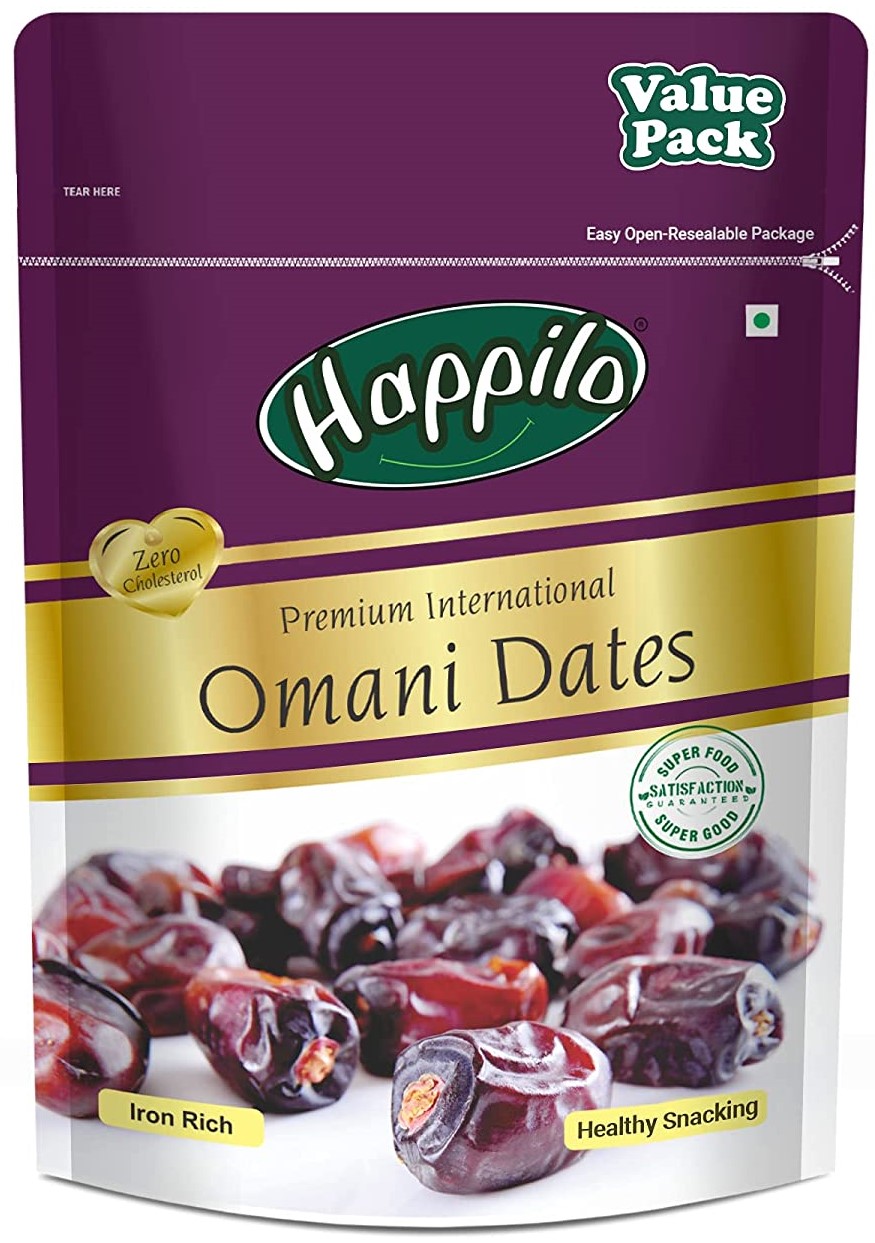 Value
Pack
TEAR HERE
Easy Open-Resealable Package
Happilo
®
Zero
Cholesterol
Premium International
Omani Dates
SUPER FOOD
SATISFACTION
GUARANTEED
SUPER GOOD
Iron Rich
Healthy Snacking